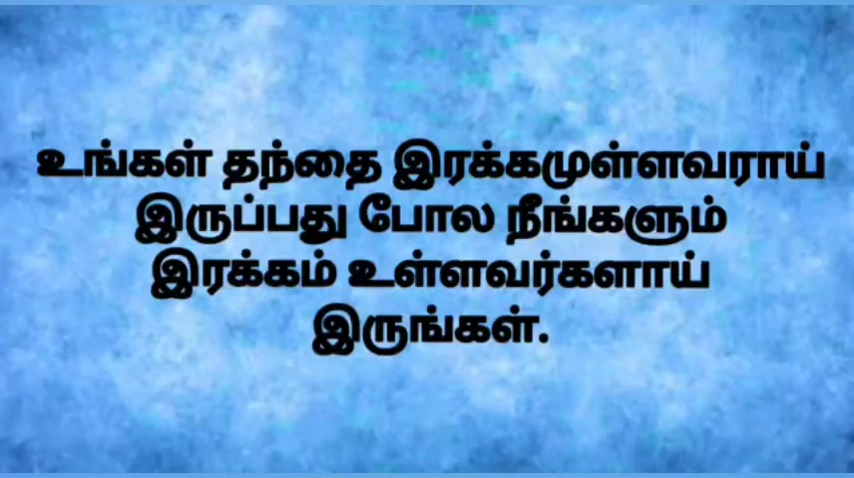 உங்கள் தந்தை இரக்கமுள்ளவராய்
இருப்பது போல நீங்களும்
இரக்கம் உள்ளவர்களாய்
இருங்கள்.